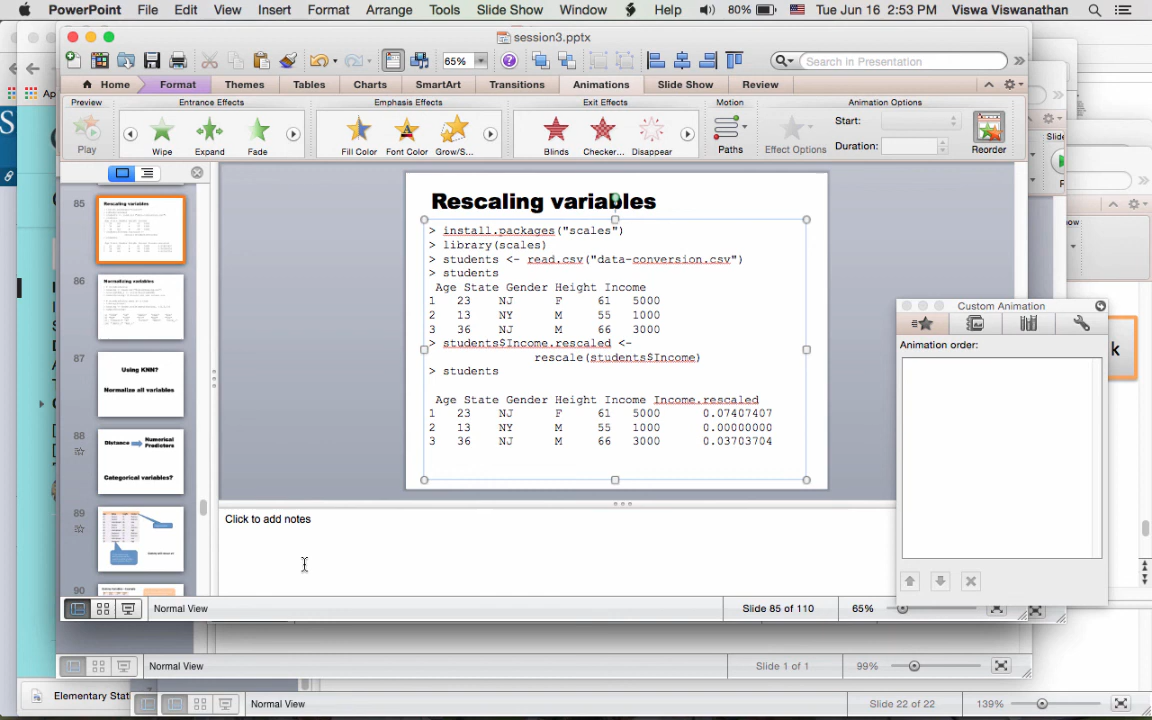 PowerPoint File Edit View Insert Format Arrange Tools Slide Show Window Help 80% Tue Jun 16 2:53 PM Viswa Viswanathan
session3.pptx
65% Search in Presentation
Home Format Themes Tables Charts SmartArt Transitions Animations Slide Show Review
Preview Entrance Effects Emphasis Effects Exit Effects Motion Animation Options
Play Wipe Expand Fade Fill Color Font Color Grow/S... Blinds Checker... Disappear Paths Effect Options Start: Duration: Reorder
85
Rescaling variables
86
Normalizing variables
87
Using KNN?
Normalize all variables
88
Distance Numerical Predictors
Categorical variables?
89
90
Rescaling variables
> install.packages("scales")
> library(scales)
> students <- read.csv("data-conversion.csv")
> students
Age State Gender Height Income
1 23 NJ F 61 5000
2 13 NY M 55 1000
3 36 NJ M 66 3000
> students$Income.rescaled <-
rescale(students$Income)
> students
Age State Gender Height Income Income.rescaled
1 23 NJ F 61 5000 0.07407407
2 13 NY M 55 1000 0.00000000
3 36 NJ M 66 3000 0.03703704
Click to add notes
Custom Animation
Animation order:
Normal View Slide 85 of 110 65%
Normal View Slide 1 of 1 99%
Elementary Stat
Normal View Slide 22 of 22 139%